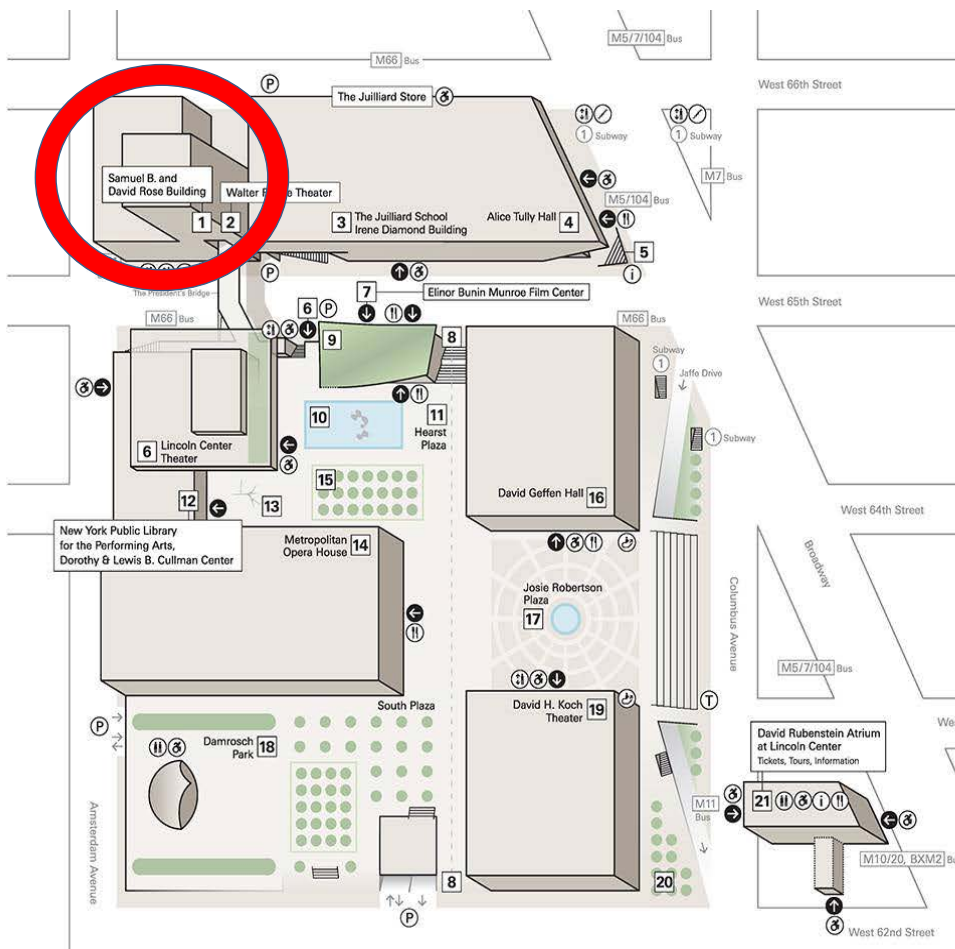 M5/7/104 Bus
M66 Bus
West 66th Street
P
The Juilliard Store
1 Subway
1 Subway
M7 Bus
Samuel B. and
David Rose Building
Walter Theater
M5/104
1
2
3
The Juilliard School
Irene Diamond Building
Alice Tully Hall
4
5
P
i
The President's Bridge
7
Elinor Bunin Munroe Film Center
West 65th Street
M66 Bus
6
P
9
8
M66 Bus
Subway
1
Jaffe Drive
10
11
Hearst
Plaza
1 Subway
6
Lincoln Center
Theater
15
12
13
David Geffen Hall
16
West 64th Street
New York Public Library
for the Performing Arts,
Dorothy & Lewis B. Cullman Center
Metropolitan
Opera House
14
Broadway
Josie Robertson
Plaza
17
Columbus Avenue
M5/7/104 Bus
South Plaza
David H. Koch
Theater
19
T
P
Damrosch
Park
18
David Rubenstein Atrium
at Lincoln Center
Tickets, Tours, Information
We
21
i
M11
Bus
Amsterdam Avenue
M10/20, BXM2
8
20
P
West 62nd Street